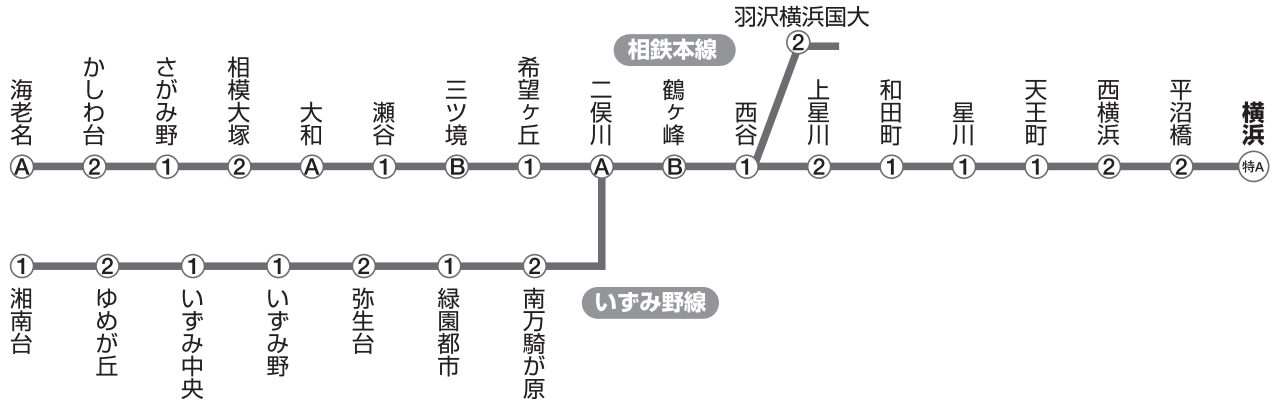 羽沢横浜国大
2
相鉄本線
海老名
かしわ台
さがみ野
相模大塚
大和
瀬谷
三ツ境
希望ヶ丘
二俣川
鶴ヶ峰
西谷
上星川
和田町
星川
天王町
西横浜
平沼橋
横浜
A 2 1 2 A 1 B 1 A B 1 2 1 1 1 2 2 特A
1 2 1 1 2 1 2
湘南台
ゆめが丘
いずみ中央
いずみ野
弥生台
緑園都市
南万騎が原
いずみ野線